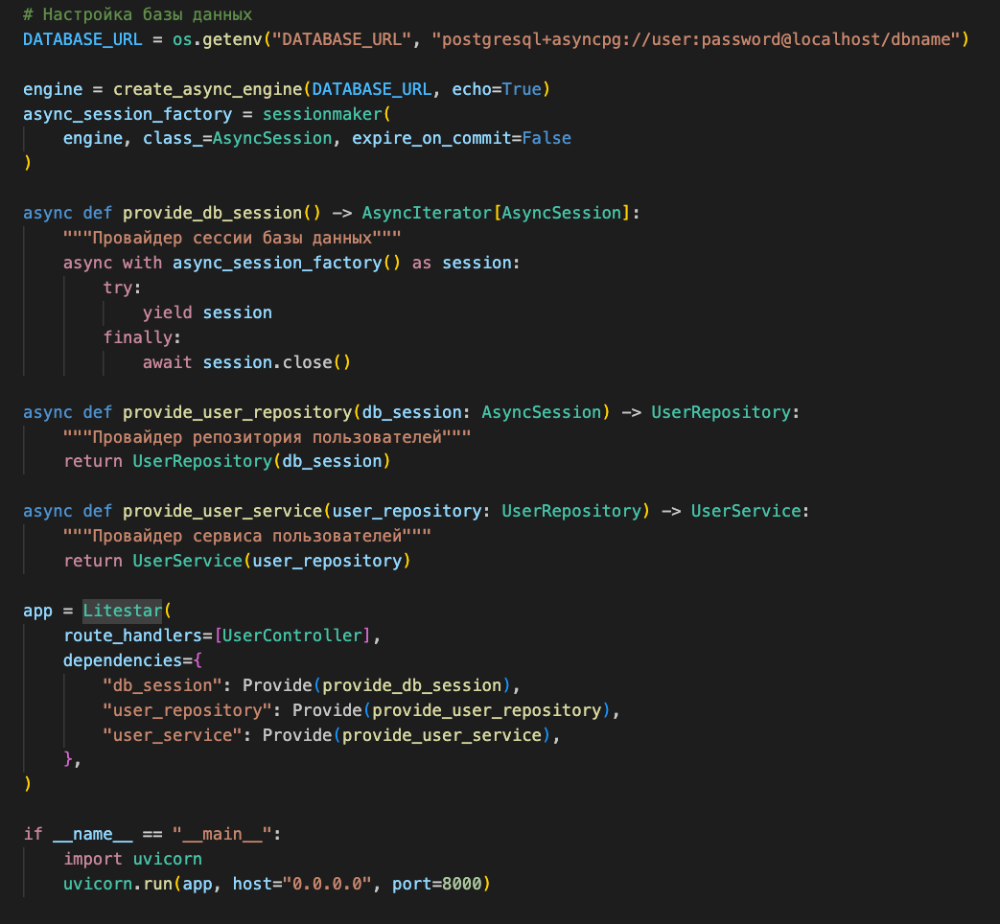 # Настройка базы данных
DATABASE_URL = os.getenv("DATABASE_URL", "postgresql+asyncpg://user:password@localhost/dbname")
engine = create_async_engine(DATABASE_URL, echo=True)
async_session_factory = sessionmaker(
    engine, class_=AsyncSession, expire_on_commit=False
)
async def provide_db_session() -> AsyncIterator[AsyncSession]:
    """Провайдер сессии базы данных"""
    async with async_session_factory() as session:
        try:
            yield session
        finally:
            await session.close()
async def provide_user_repository(db_session: AsyncSession) -> UserRepository:
    """Провайдер репозитория пользователей"""
    return UserRepository(db_session)
async def provide_user_service(user_repository: UserRepository) -> UserService:
    """Провайдер сервиса пользователей"""
    return UserService(user_repository)
app = Litestar(
    route_handlers=[UserController],
    dependencies={
        "db_session": Provide(provide_db_session),
        "user_repository": Provide(provide_user_repository),
        "user_service": Provide(provide_user_service),
    },
)
if __name__ == "__main__":
    import uvicorn
    uvicorn.run(app, host="0.0.0.0", port=8000)